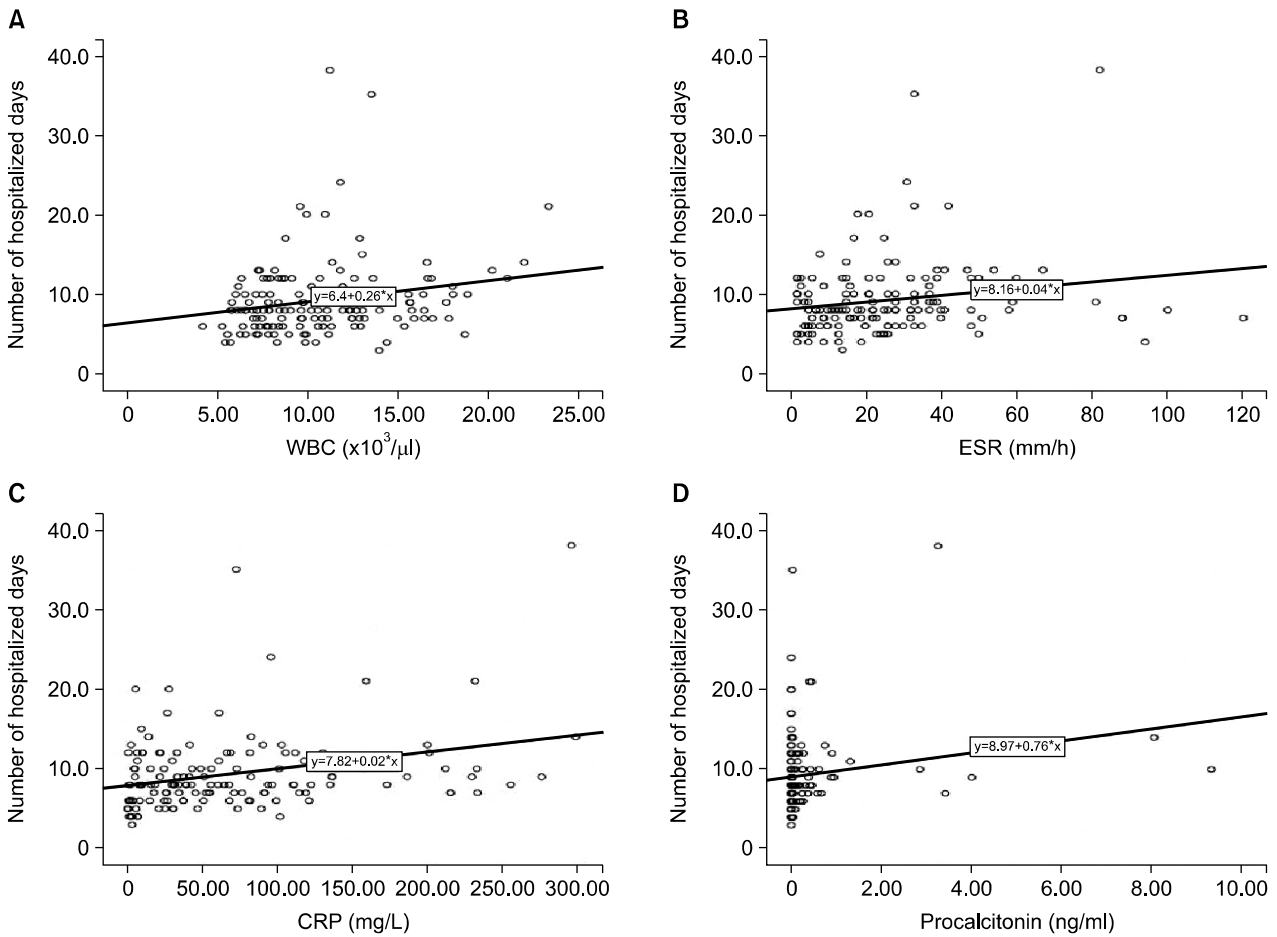 A
Number of hospitalized days
40.0
30.0
20.0
10.0
0
y=6.4+0.26*x
0 5.00 10.00 15.00 20.00 25.00
WBC (x10³/μl)
B
Number of hospitalized days
40.0
30.0
20.0
10.0
0
y=8.16+0.04*x
0 20 40 60 80 100 120
ESR (mm/h)
C
Number of hospitalized days
40.0
30.0
20.0
10.0
0
y=7.82+0.02*x
0 50.00 100.00 150.00 200.00 250.00 300.00
CRP (mg/L)
D
Number of hospitalized days
40.0
30.0
20.0
10.0
0
y=8.97+0.76*x
0 2.00 4.00 6.00 8.00 10.00
Procalcitonin (ng/ml)